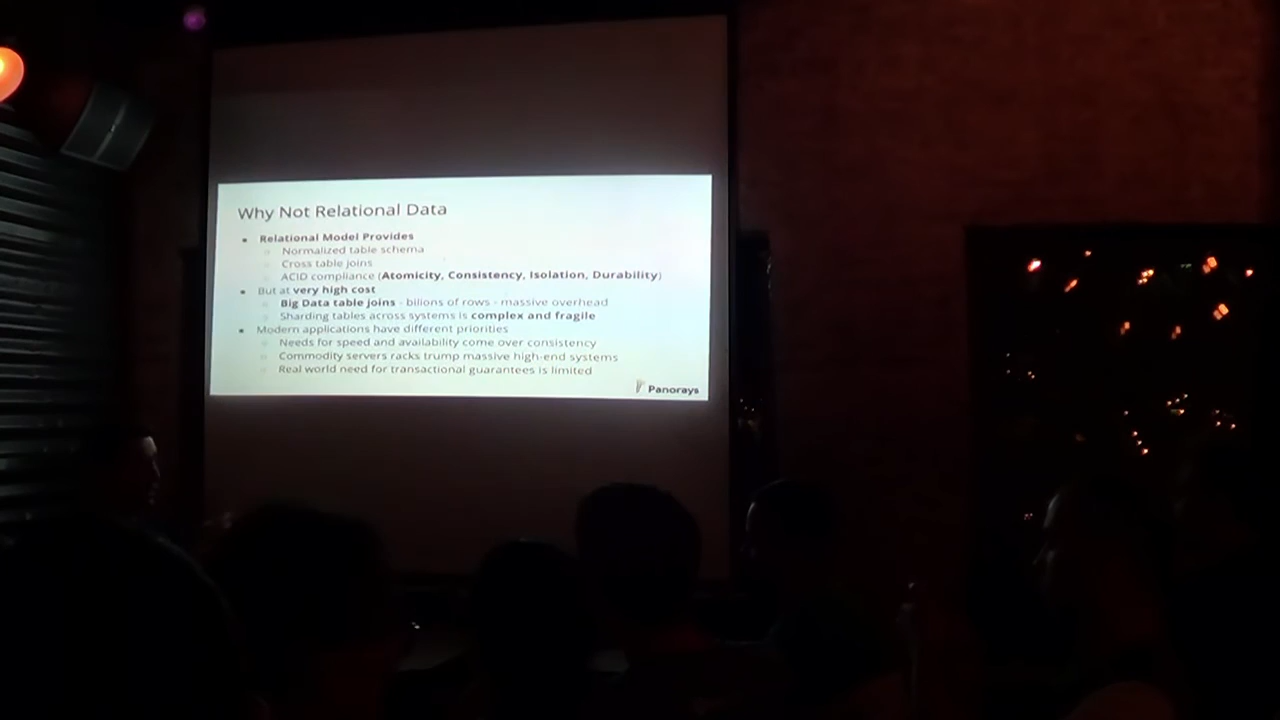 Why Not Relational Data
Relational Model Provides
Normalized table schema
Cross table joins
ACID compliance (Atomicity, Consistency, Isolation, Durability)
But at very high cost
Big Data table joins - bilions of rows - massive overhead
Sharding tables across systems is complex and fragile
Modern applications have different priorities
Needs for speed and availability come over consistency
Commodity servers racks trump massive high-end systems
Real world need for transactional guarantees is limited
Panorays